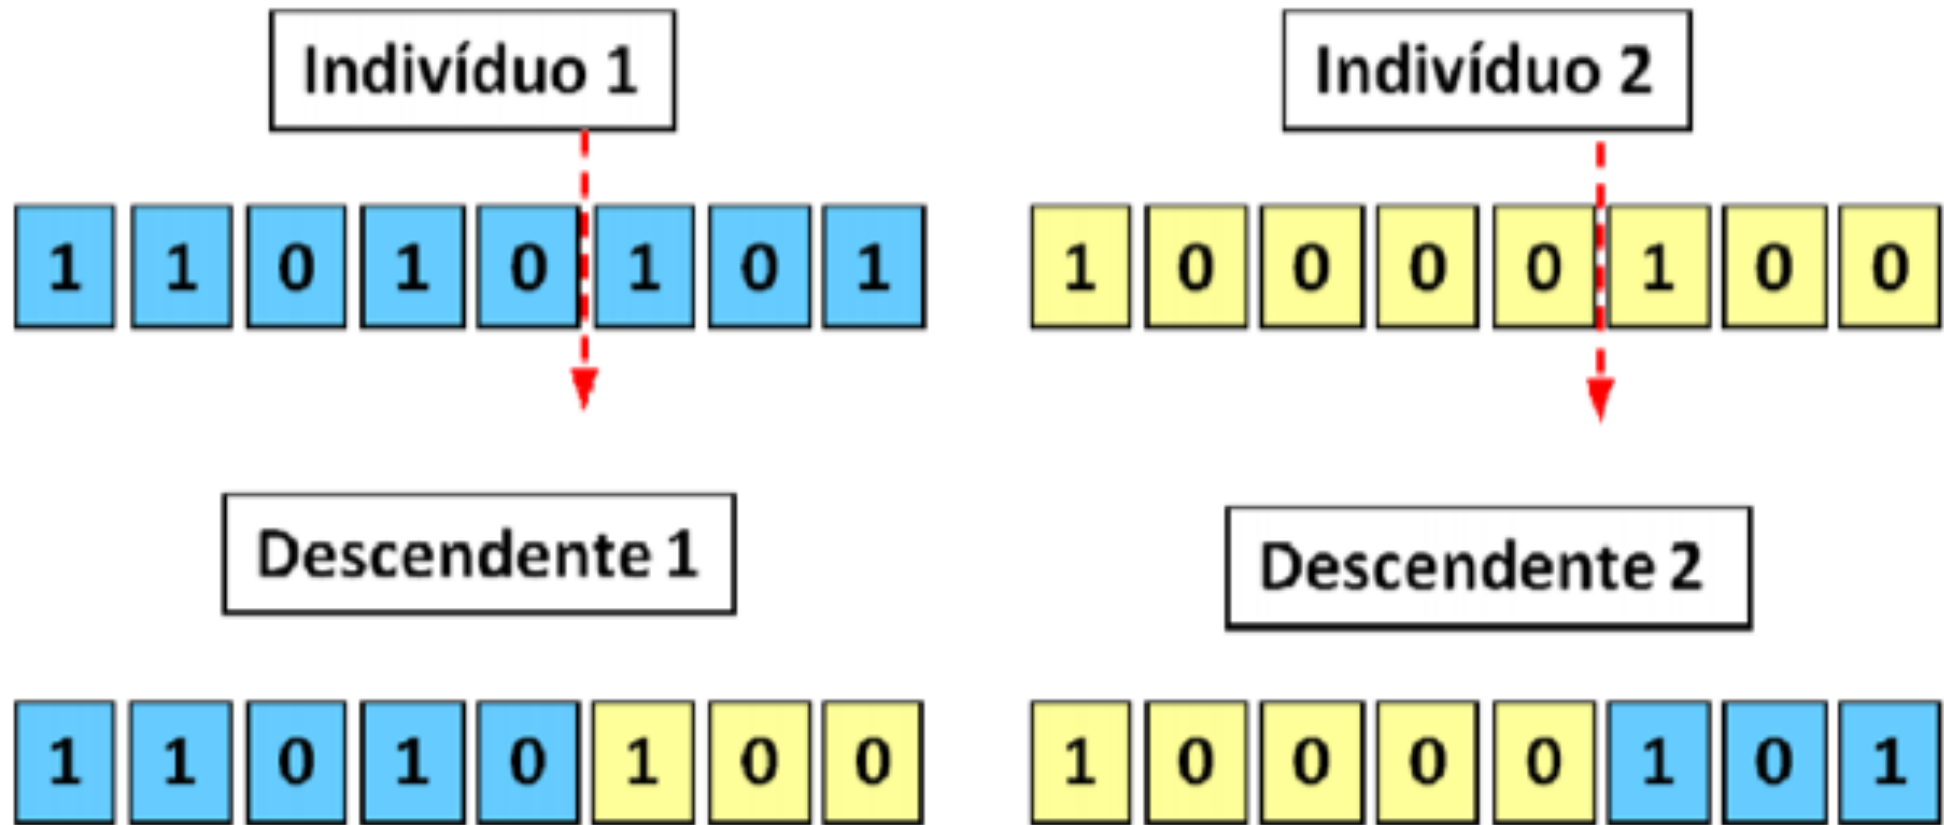 Indivíduo 1
Indivíduo 2
1 1 0 1 0 1 0 1
1 0 0 0 0 1 0 0
Descendente 1
Descendente 2
1 1 0 1 0 1 0 0
1 0 0 0 0 1 0 1